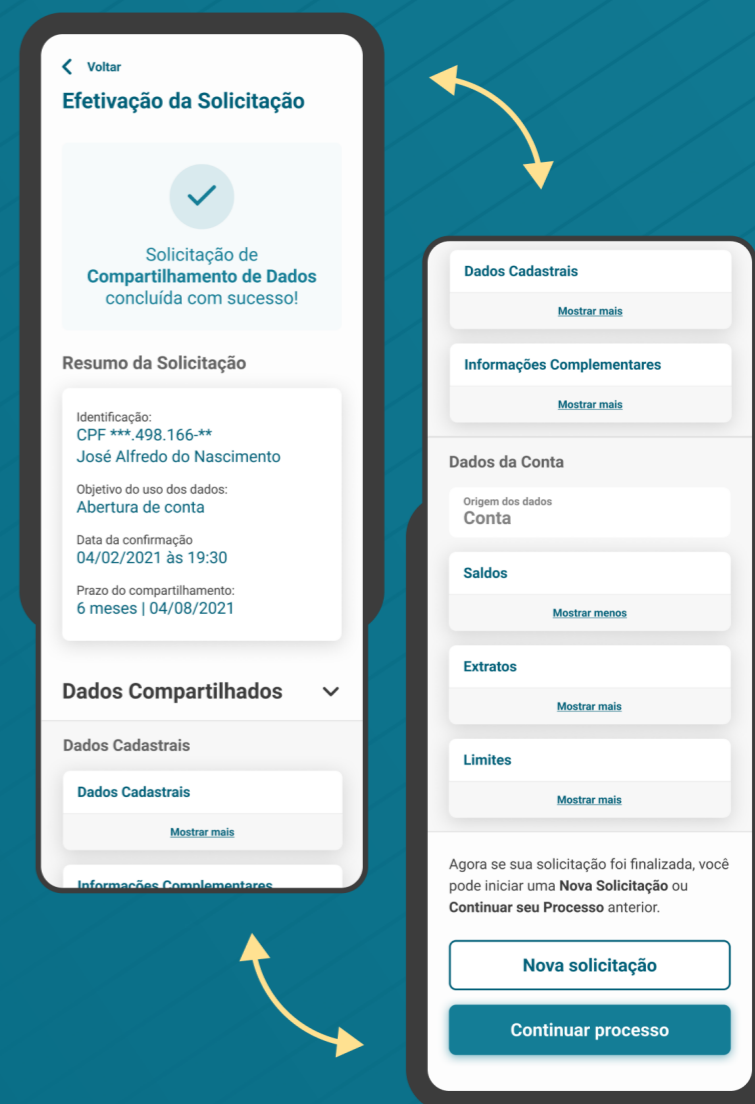 Voltar
Efetivação da Solicitação
Solicitação de
Compartilhamento de Dados
concluída com sucesso!
Resumo da Solicitação
Identificação:
CPF ***.498.166-**
José Alfredo do Nascimento
Objetivo do uso dos dados:
Abertura de conta
Data da confirmação
04/02/2021 às 19:30
Prazo do compartilhamento:
6 meses | 04/08/2021
Dados Compartilhados
Dados Cadastrais
Dados Cadastrais
Mostrar mais
Informações Complementares
Dados Cadastrais
Mostrar mais
Informações Complementares
Mostrar mais
Dados da Conta
Origem dos dados
Conta
Saldos
Mostrar menos
Extratos
Mostrar mais
Limites
Mostrar mais
Agora se sua solicitação foi finalizada, você
pode iniciar uma Nova Solicitação ou
Continuar seu Processo anterior.
Nova solicitação
Continuar processo